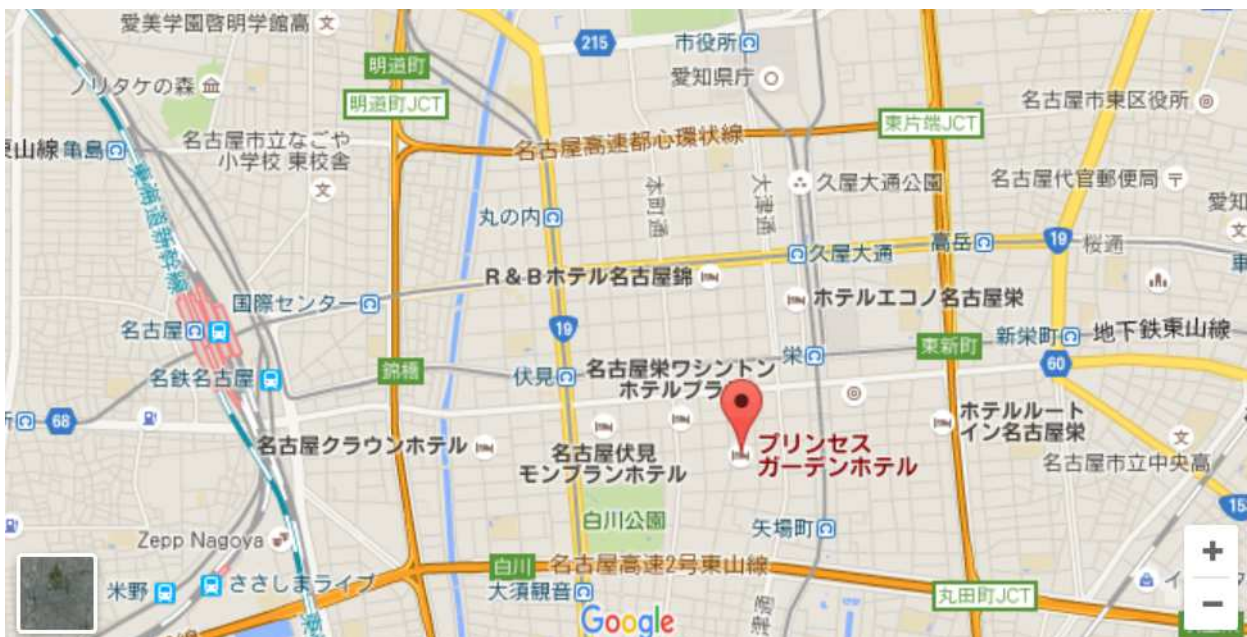 愛美学園啓明学館高
215
市役所
明道町
愛知県庁
ノリタケの森
明道町JCT
名古屋市東区役所
東片端JCT
東山線 亀島
名古屋市立なごや
小学校 東校舎
名古屋高速都心環状線
東海道新幹線
本町通
大津通
久屋大通公園
名古屋代官郵便局
愛知
丸の内
久屋大通
高岳
19
桜通
車
R&Bホテル名古屋錦
国際センター
ホテルエコノ名古屋栄
名古屋
19
新栄町
地下鉄東山線
東新町
栄
名鉄名古屋
錦橋
伏見
名古屋栄ワシントン
ホテルプラ
60
所
68
名古屋クラウンホテル
名古屋伏見
モンブランホテル
プリンセス
ガーデンホテル
ホテルルート
イン名古屋栄
名古屋市立中央高
153
白川公園
矢場町
Zepp Nagoya
白川
名古屋高速2号東山線
米野
ささしまライブ
大須観音
丸田町JCT
Google
+
−